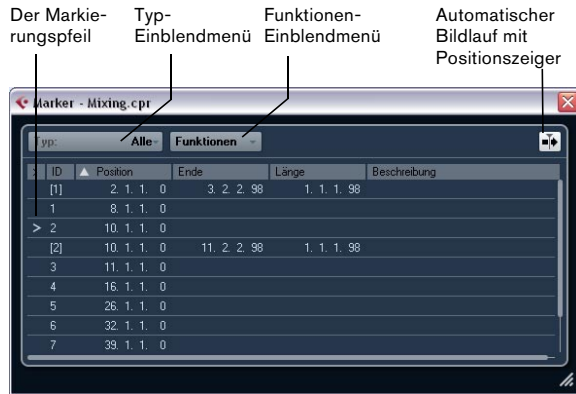 Der Markie-
rungspfeil
Typ-
Einblendmenü
Funktionen-
Einblendmenü
Automatischer
Bildlauf mit
Positionszeiger
Marker - Mixing.cpr
Typ: Alle Funktionen
> ID Position Ende Länge Beschreibung
[1] 2. 1. 1. 0 3. 2. 2. 98 1. 1. 1. 98
1 8. 1. 1. 0
> 2 10. 1. 1. 0
[2] 10. 1. 1. 0 11. 2. 2. 98 1. 1. 1. 98
3 11. 1. 1. 0
4 16. 1. 1. 0
5 26. 1. 1. 0
6 32. 1. 1. 0
7 39. 1. 1. 0